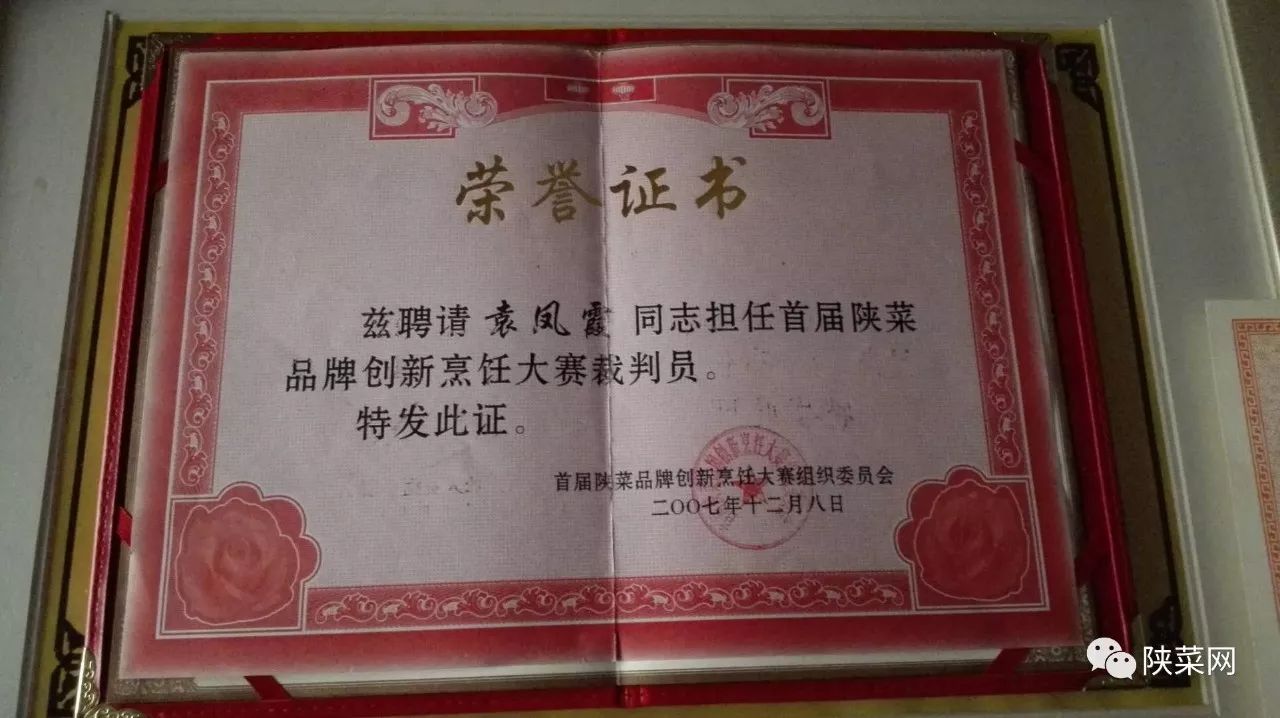 荣誉证书
兹聘请 袁凤霞 同志担任首届陕菜
品牌创新烹饪大赛裁判员。
特发此证。
首届陕菜品牌创新烹饪大赛组织委员会
二〇〇七年十二月八日
陕菜网